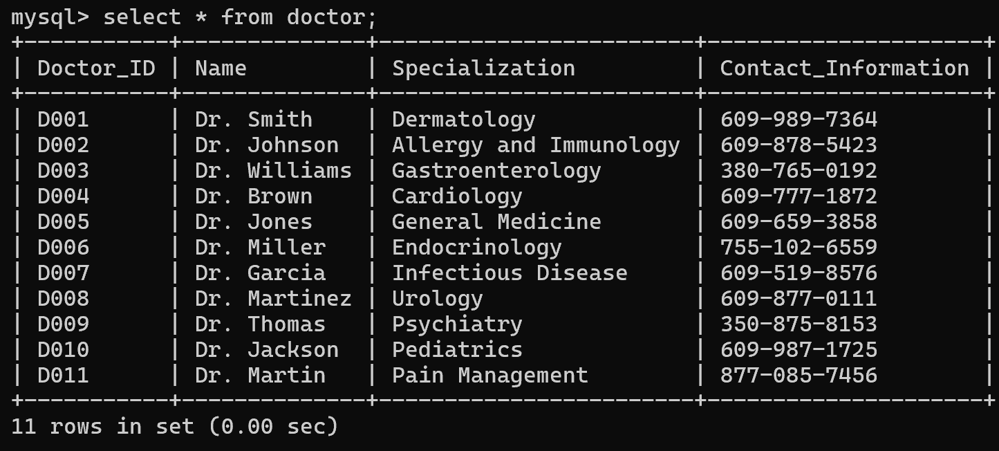 mysql> select * from doctor;
+-----------+--------------+------------------------+---------------------+
| Doctor_ID | Name         | Specialization         | Contact_Information |
+-----------+--------------+------------------------+---------------------+
| D001      | Dr. Smith    | Dermatology            | 609-989-7364        |
| D002      | Dr. Johnson  | Allergy and Immunology | 609-878-5423        |
| D003      | Dr. Williams | Gastroenterology       | 380-765-0192        |
| D004      | Dr. Brown    | Cardiology             | 609-777-1872        |
| D005      | Dr. Jones    | General Medicine       | 609-659-3858        |
| D006      | Dr. Miller   | Endocrinology          | 755-102-6559        |
| D007      | Dr. Garcia   | Infectious Disease     | 609-519-8576        |
| D008      | Dr. Martinez | Urology                | 609-877-0111        |
| D009      | Dr. Thomas   | Psychiatry             | 350-875-8153        |
| D010      | Dr. Jackson  | Pediatrics             | 609-987-1725        |
| D011      | Dr. Martin   | Pain Management        | 877-085-7456        |
+-----------+--------------+------------------------+---------------------+
11 rows in set (0.00 sec)